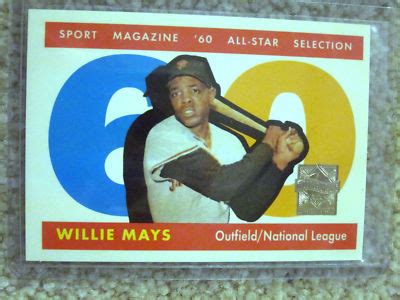 SPORT MAGAZINE '60 ALL-STAR SELECTION
60
WILLIE MAYS Outfield/National League